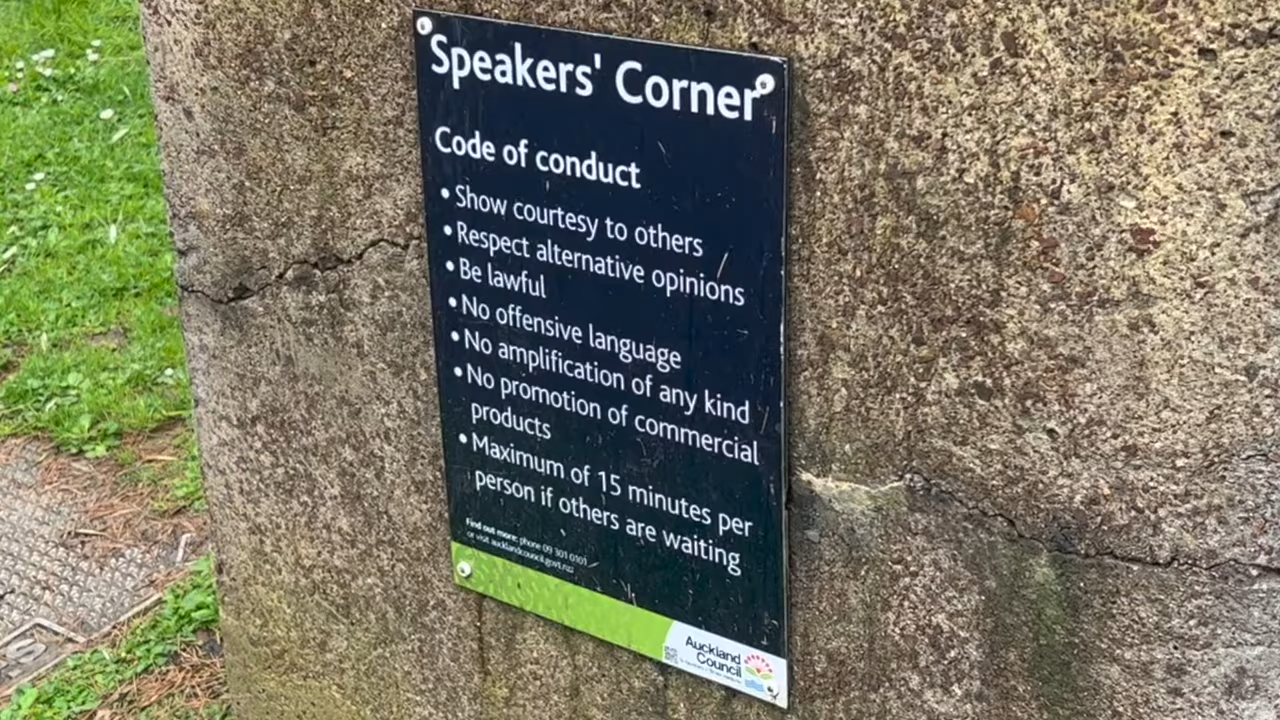 Speakers' Corner
Code of conduct
• Show courtesy to others
• Respect alternative opinions
• Be lawful
• No offensive language
• No amplification of any kind
• No promotion of commercial
products
• Maximum of 15 minutes per
person if others are waiting
Find out more: phone 09 301 0101
or visit aucklandcouncil.govt.nz
Auckland
Council